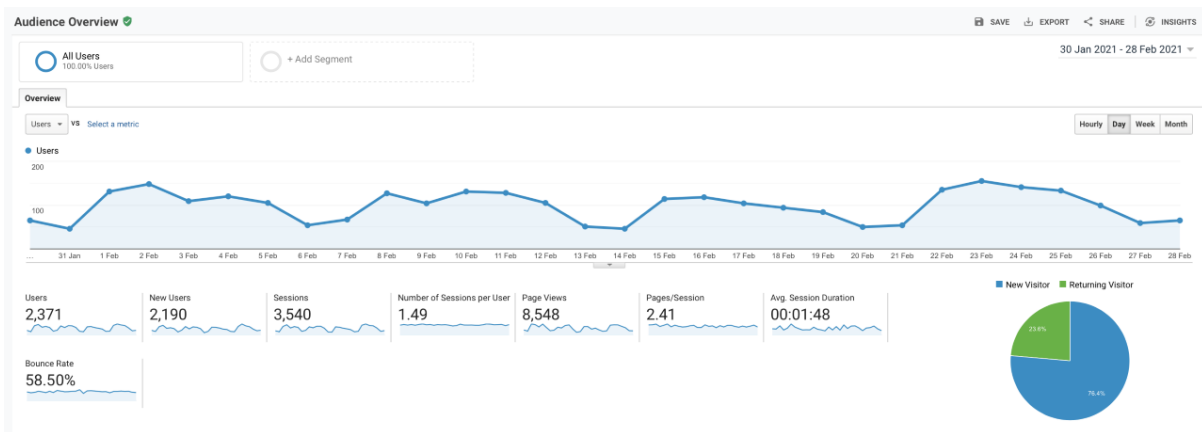 Audience Overview
SAVE EXPORT SHARE INSIGHTS
All Users
100.00% Users
+ Add Segment
30 Jan 2021 - 28 Feb 2021
Overview
Users VS Select a metric
Hourly Day Week Month
Users
200
100
... 31 Jan 1 Feb 2 Feb 3 Feb 4 Feb 5 Feb 6 Feb 7 Feb 8 Feb 9 Feb 10 Feb 11 Feb 12 Feb 13 Feb 14 Feb 15 Feb 16 Feb 17 Feb 18 Feb 19 Feb 20 Feb 21 Feb 22 Feb 23 Feb 24 Feb 25 Feb 26 Feb 27 Feb 28 Feb
New Visitor Returning Visitor
Users
2,371
New Users
2,190
Sessions
3,540
Number of Sessions per User
1.49
Page Views
8,548
Pages/Session
2.41
Avg. Session Duration
00:01:48
Bounce Rate
58.50%
23.6%
76.4%